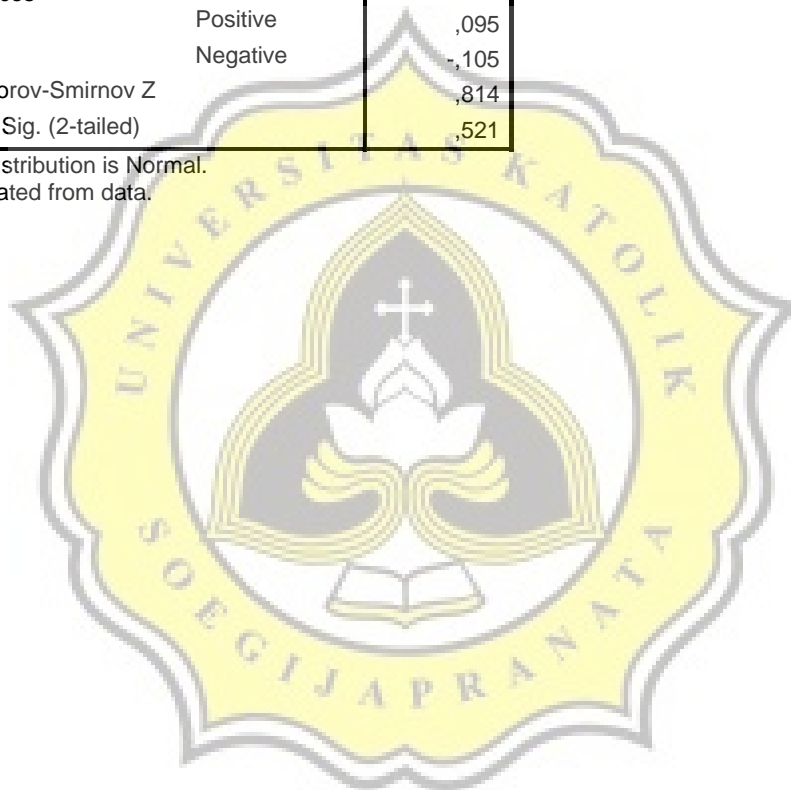 Positive ,095
Negative -,105
orov-Smirnov Z ,814
Sig. (2-tailed) ,521
stribution is Normal.
ated from data.
UNIVERSITAS KATOLIK
SOEGIJAPRANATA